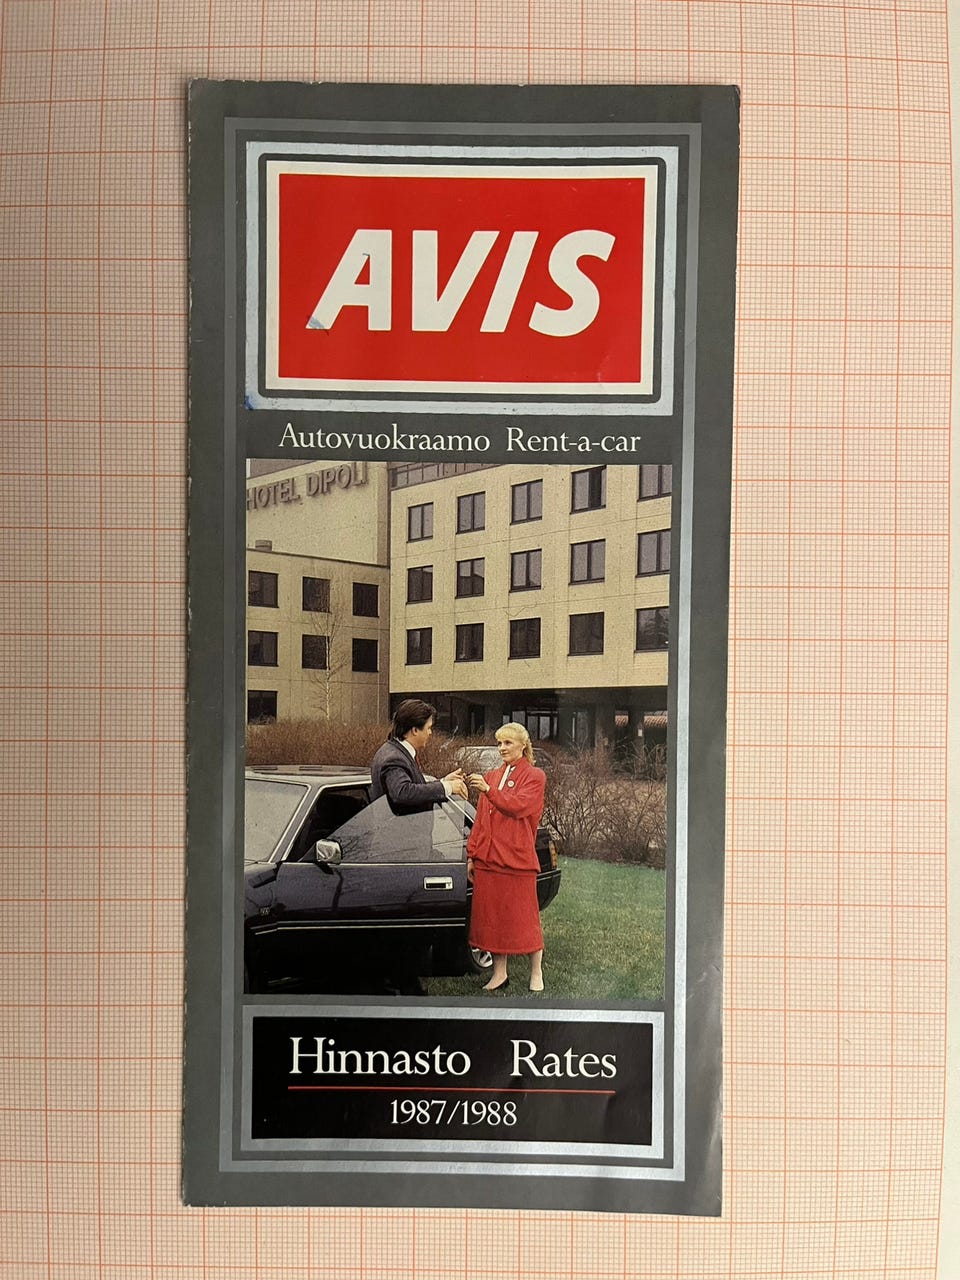 AVIS
Autovuokraamo Rent-a-car
HOTEL DIPOLI
Hinnasto Rates
1987/1988